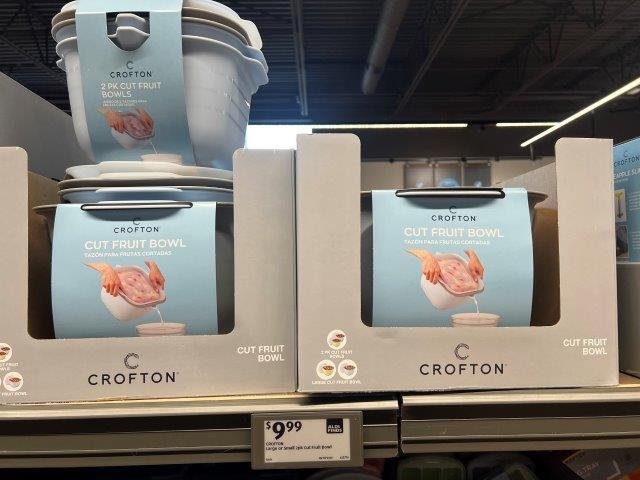 CROFTON
2 PK CUT FRUIT
BOWLS
CROFTON
CUT FRUIT BOWL
TAZÓN PARA FRUTAS CORTADAS
CUT FRUIT
BOWL
CROFTON
CROFTON
CUT FRUIT BOWL
TAZÓN PARA FRUTAS CORTADAS
2 PK CUT FRUIT
BOWLS
LARGE CUT FRUIT BOWL
CROFTON
CUT FRUIT
BOWL
CROFTON
$9.99
ALDI
FINDS
CROFTON
Large or Small 2pk Cut Fruit Bowl